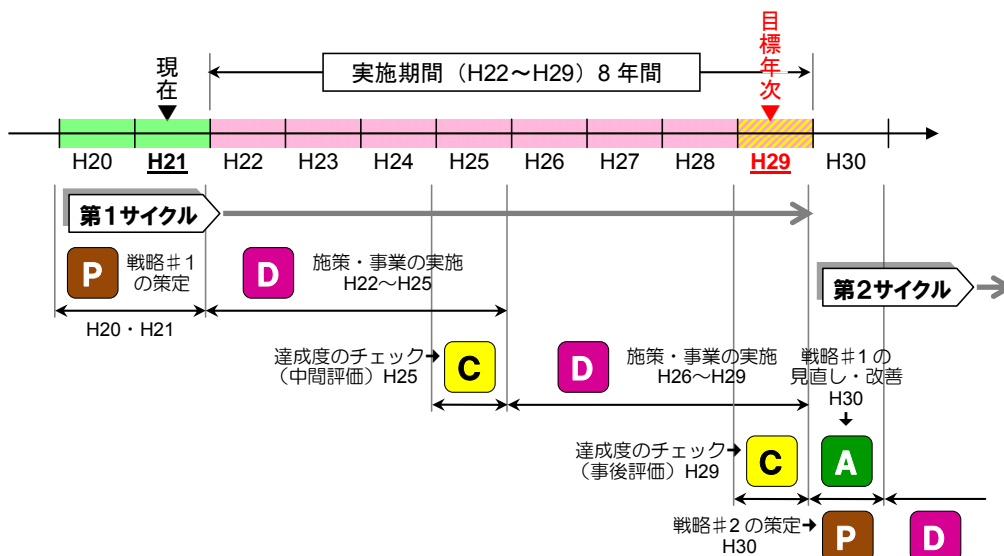 現在
目標年次
実施期間（H22～H29）8 年間
H20
H21
H22
H23
H24
H25
H26
H27
H28
H29
H30
第1サイクル
P
戦略♯1
の策定
D
施策・事業の実施
H22～H25
第2サイクル
H20・H21
達成度のチェック
（中間評価）H25
C
D
施策・事業の実施
H26～H29
戦略♯1の
見直し・改善
H30
達成度のチェック
（事後評価）H29
C
A
戦略♯2 の策定
H30
P
D